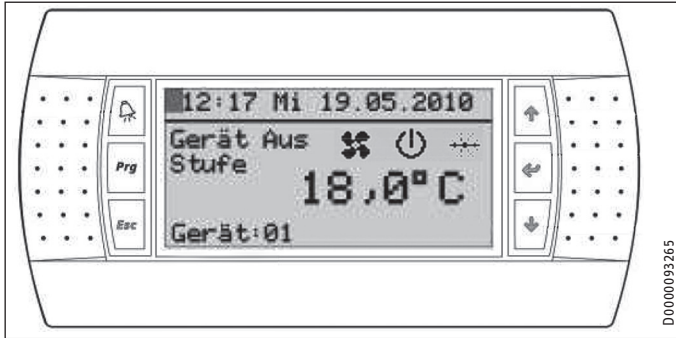 12:17 Mi 19.05.2010
Gerät Aus
Stufe
18,0°C
Gerät:01
Prg
Esc
D0000093265